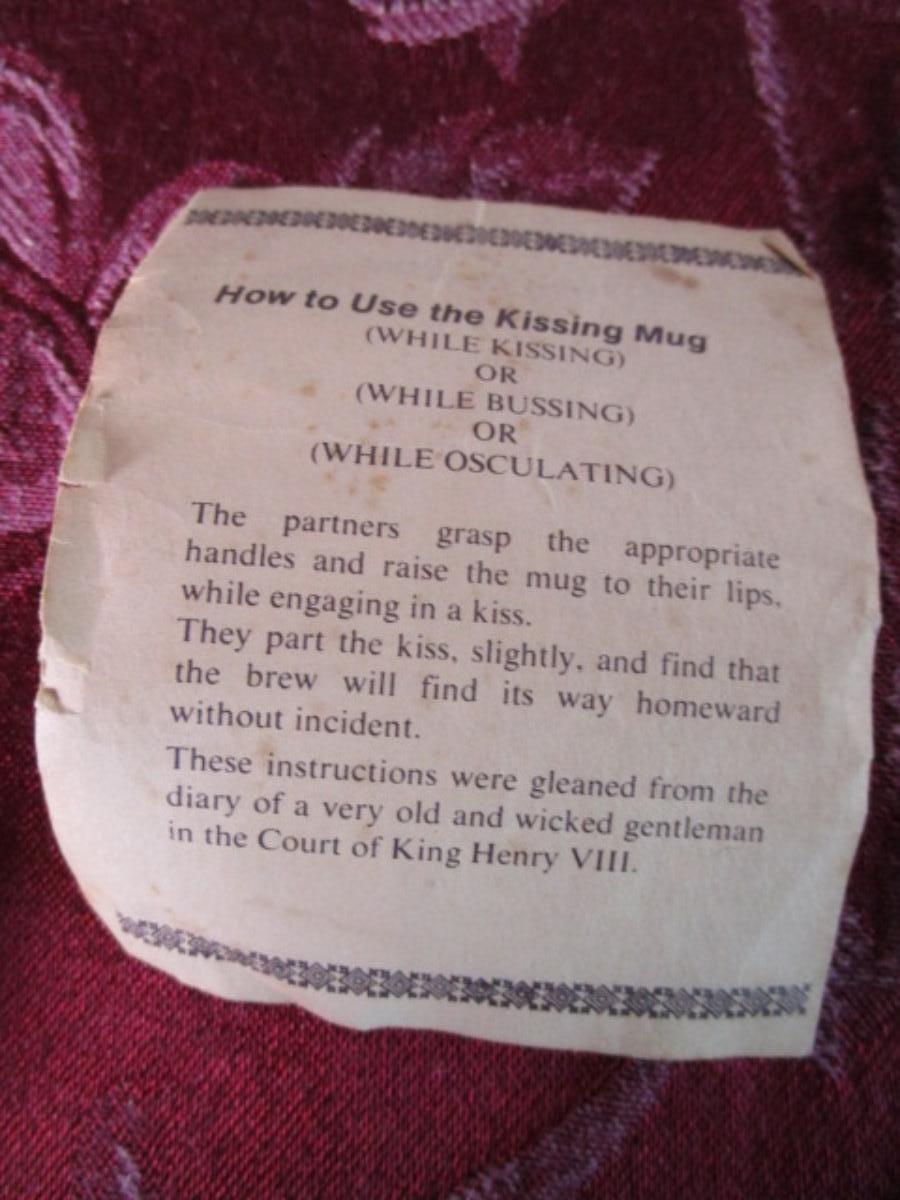 How to Use the Kissing Mug
(WHILE KISSING)
OR
(WHILE BUSSING)
OR
(WHILE OSCULATING)
The partners grasp the appropriate
handles and raise the mug to their lips,
while engaging in a kiss.
They part the kiss, slightly, and find that
the brew will find its way homeward
without incident.
These instructions were gleaned from the
diary of a very old and wicked gentleman
in the Court of King Henry VIII.